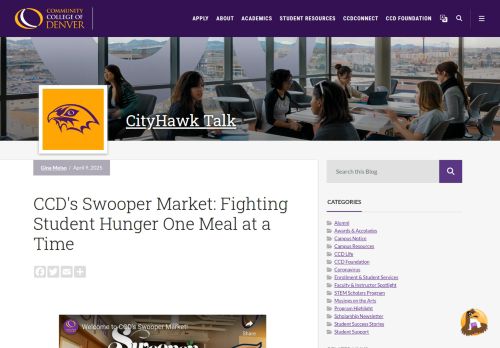 COMMUNITY
COLLEGE OF
DENVER
APPLY ABOUT ACADEMICS STUDENT RESOURCES CCDCONNECT CCD FOUNDATION
CityHawk Talk
Gina Meiso / April 9, 2025
CCD's Swooper Market: Fighting
Student Hunger One Meal at a
Time
Welcome to CCD's Swooper Market!
Share
Swooper
Search this Blog
CATEGORIES
Alumni
Awards & Accolades
Campus Notice
Campus Resources
CCD Life
CCD Foundation
Coronavirus
Enrollment & Student Services
Faculty & Instructor Spotlight
STEM Scholars Program
Musings on the Arts
Program Highlight
Scholarship Newsletter
Student Success Stories
Student Support